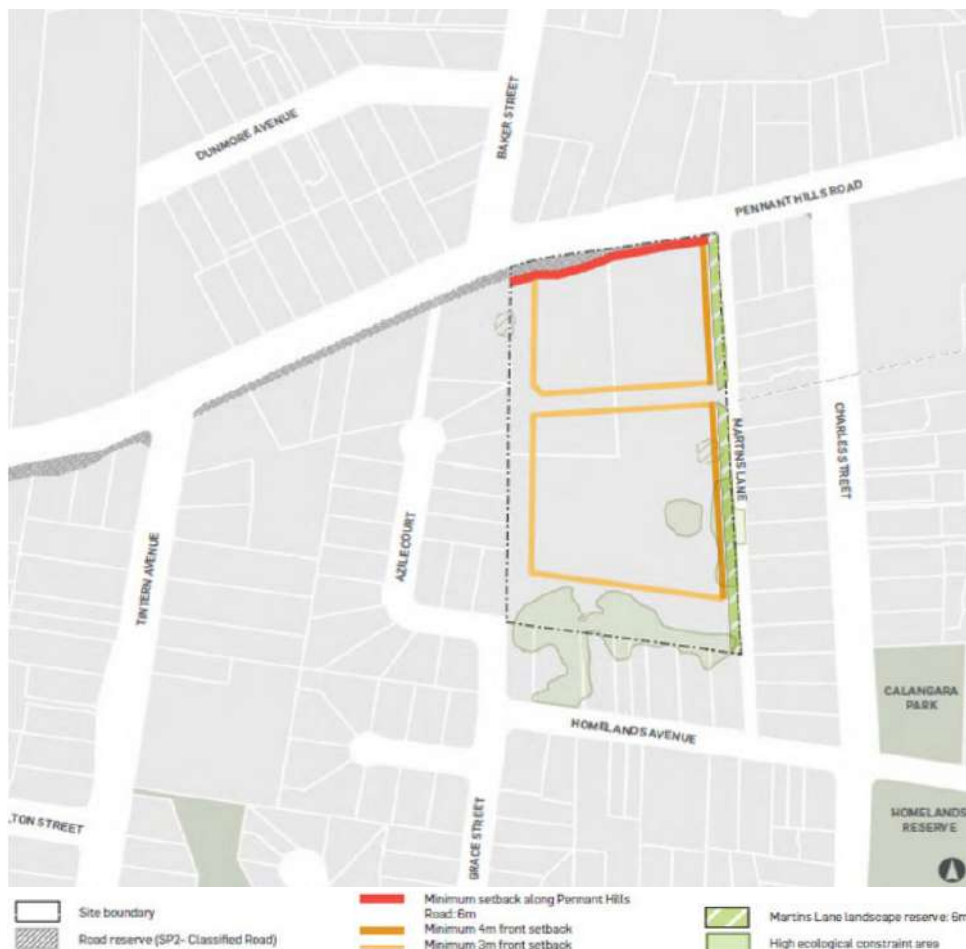 BAKER STREET
DUNMORE AVENUE
PENNANT HILLS ROAD
MARTINS LANE
CHARLES STREET
AZILE COURT
TINTERN AVENUE
CALANGARA
PARK
HOMELANDS AVENUE
HOMELANDS
RESERVE
LTON STREET
GRACE STREET
Site boundary
Road reserve (SP2- Classified Road)
Minimum setback along Pennant Hills
Road: 6m
Minimum 4m front setback
Minimum 3m front setback
Martins Lane landscape reserve: 6m
High ecological constraint area